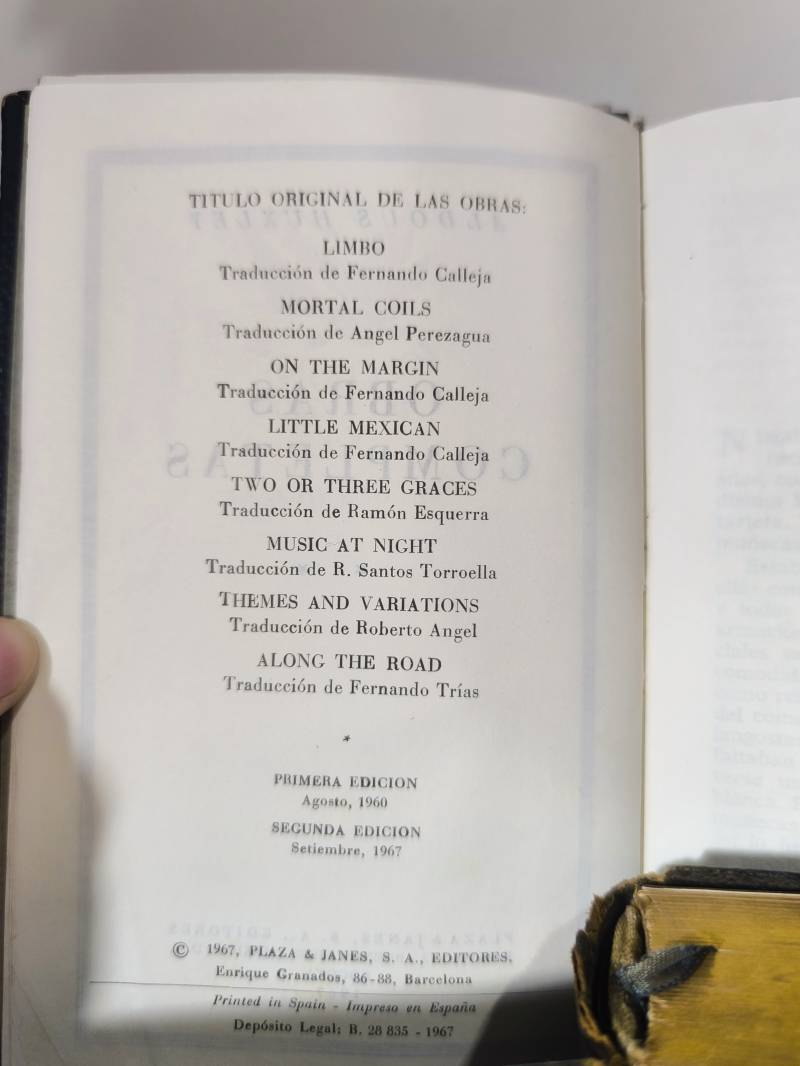 TITULO ORIGINAL DE LAS OBRAS:
LIMBO
Traducción de Fernando Calleja
MORTAL COILS
Traducción de Angel Perezagua
ON THE MARGIN
Traducción de Fernando Calleja
LITTLE MEXICAN
Traducción de Fernando Calleja
TWO OR THREE GRACES
Traducción de Ramón Esquerra
MUSIC AT NIGHT
Traducción de R. Santos Torroella
THEMES AND VARIATIONS
Traducción de Roberto Angel
ALONG THE ROAD
Traducción de Fernando Trías
*
PRIMERA EDICION
Agosto, 1960
SEGUNDA EDICION
Setiembre, 1967
© 1967, PLAZA & JANES, S. A., EDITORES.
Enrique Granados, 86-88, Barcelona
Printed in Spain - Impreso en España
Depósito Legal: B. 28 835 - 1967